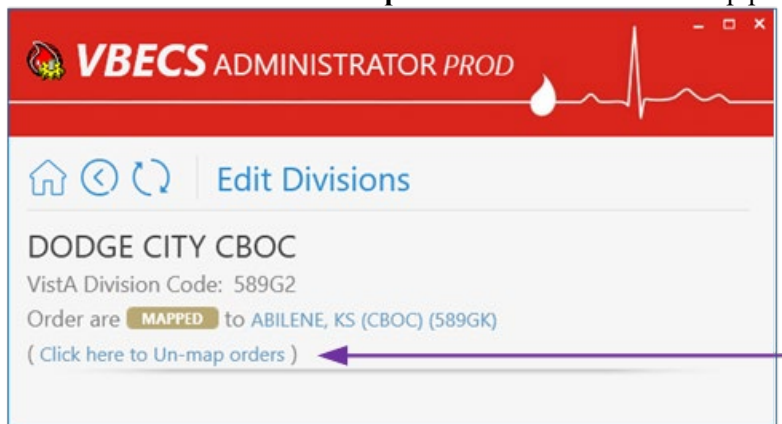 VBECS ADMINISTRATOR PROD
Edit Divisions
DODGE CITY CBOC
VistA Division Code: 589G2
Order are MAPPED to ABILENE, KS (CBOC) (589GK)
( Click here to Un-map orders )